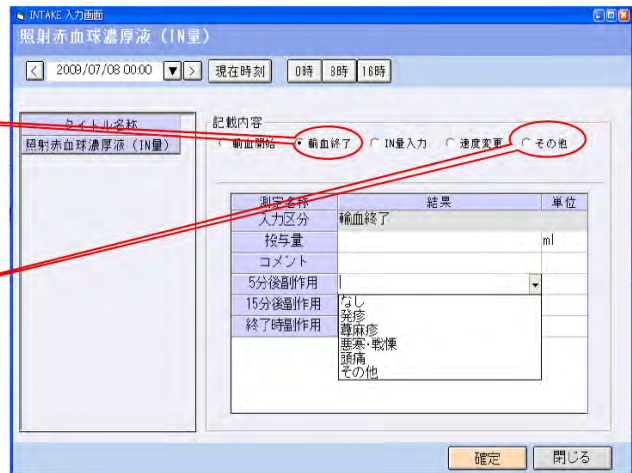 INTAKE 入力画面
照射赤血球濃厚液（IN量）
< 2009/07/08 00:00 ▼ > 現在時刻 0時 8時 16時
タイトル名称
照射赤血球濃厚液（IN量）
記載内容
輸血開始 輸血終了 IN量入力 速度変更 その他
測定名称 結果 単位
入力区分 輸血終了
投与量 ml
コメント
5分後副作用
15分後副作用
終了時副作用
なし
発疹
蕁麻疹
悪寒・戦慄
頭痛
その他
確定 閉じる